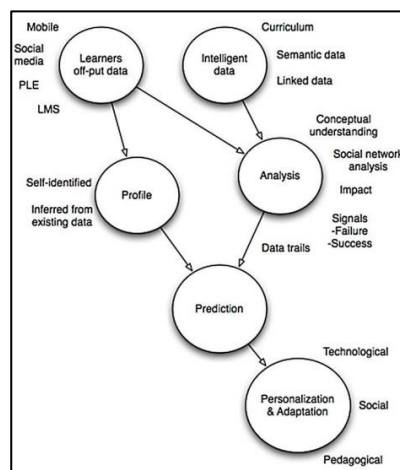 Mobile
Social
media
PLE
LMS
Learners
off-put data
Intelligent
data
Curriculum
Semantic data
Linked data
Conceptual
understanding
Social network
analysis
Impact
Signals
-Failure
-Success
Analysis
Self-identified
Inferred from
existing data
Profile
Data trails
Prediction
Technological
Social
Pedagogical
Personalization
& Adaptation